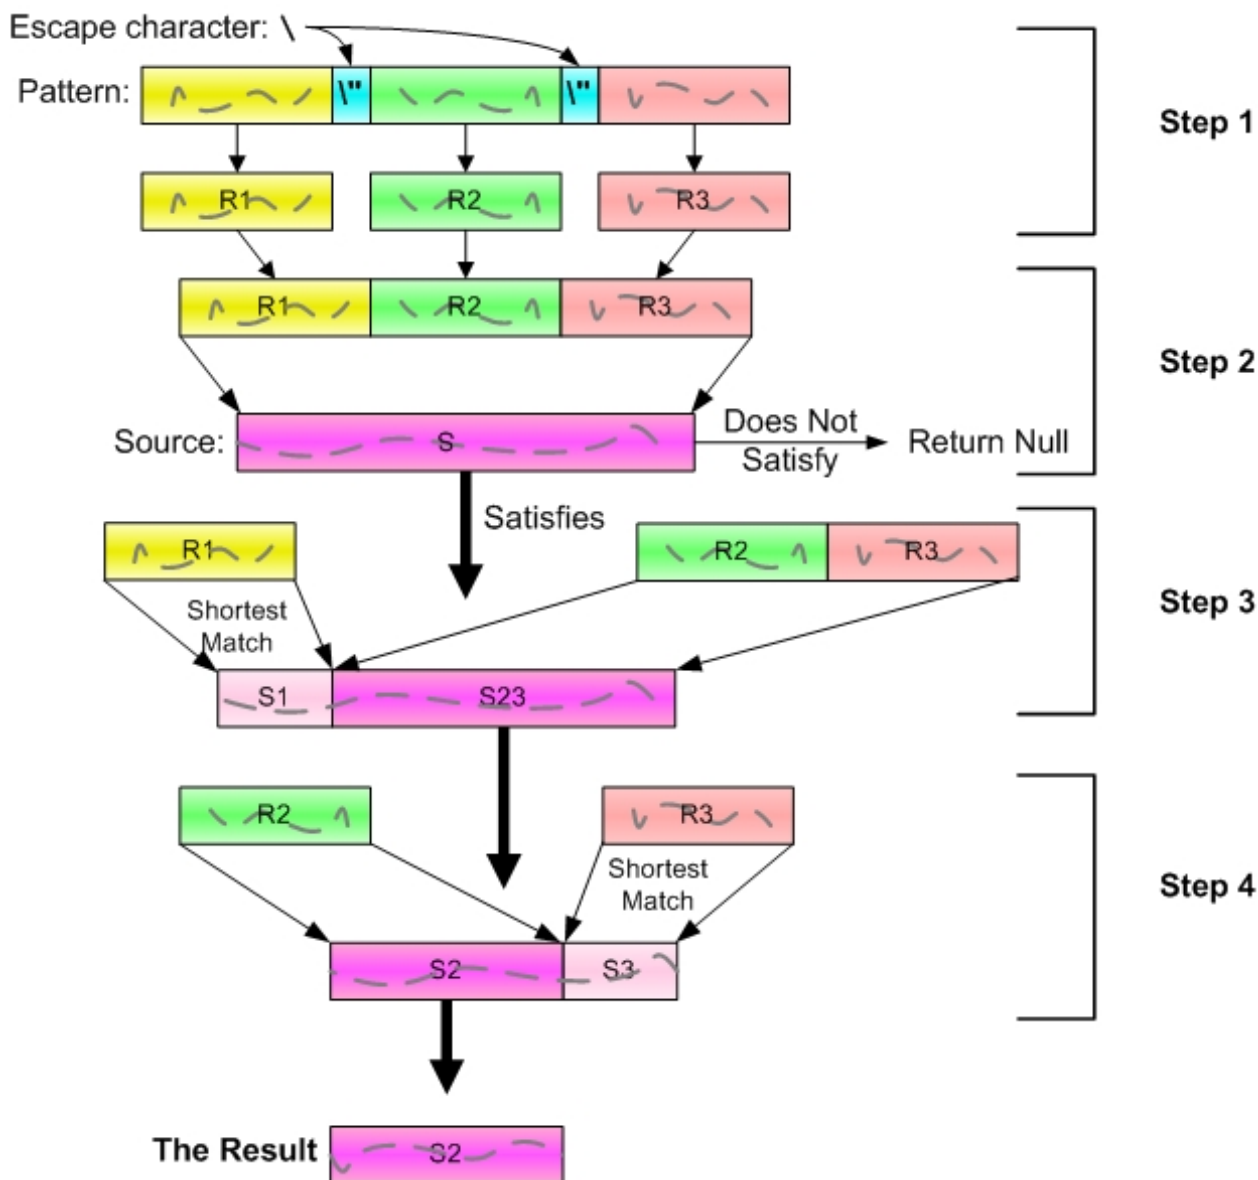 Escape character: \
Pattern:
\"
\"
Step 1
R1
R2
R3
R1
R2
R3
Step 2
Source:
S
Does Not
Satisfy
Return Null
Satisfies
R1
R2
R3
Step 3
Shortest
Match
S1
S23
R2
R3
Shortest
Match
Step 4
S2
S3
The Result
S2